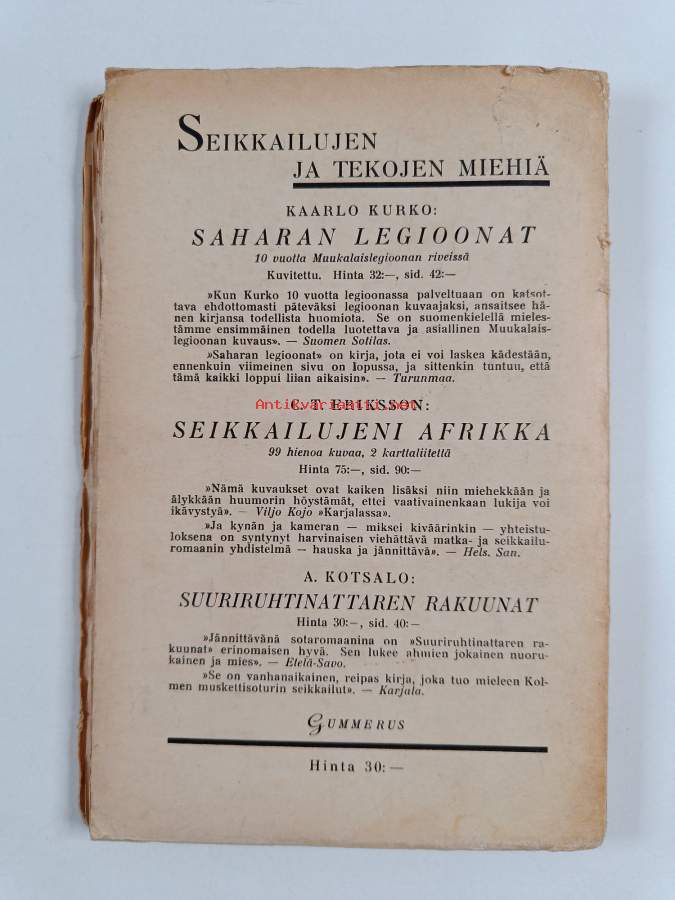 SEIKKAILUJEN
JA TEKOJEN MIEHIÄ
KAARLO KURKO:
SAHARAN LEGIOONAT
10 vuotta Muukalaislegioonan riveissä
Kuvitettu. Hinta 32:—, sid. 42:—
»Kun Kurko 10 vuotta legioonassa palveltuaan on katsot-
tava ehdottomasti päteväksi legioonan kuvaajaksi, ansaitsee hä-
nen kirjansa todellista huomiota. Se on suomenkielellä mieles-
tämme ensimmäinen todella luotettava ja asiallinen Muukalais-
legioonan kuvaus». — Suomen Sotilas.
»Saharan legioonat» on kirja, jota ei voi laskea kädestään,
ennenkuin viimeinen sivu on lopussa, ja sittenkin tuntuu, että
tämä kaikki loppui liian aikaisin». — Turunmaa.
C. T. ERIKSSON:
Antikvariaatti.net
SEIKKAILUJENI AFRIKKA
99 hienoa kuvaa, 2 karttaliitettä
Hinta 75:—, sid. 90:—
»Nämä kuvaukset ovat kaiken lisäksi niin miehekkään ja
älykkään huumorin höystämät, ettei vaativainenkaan lukija voi
ikävystyä». — Viljo Kojo »Karjalassa».
»Ja kynän ja kameran — miksei kiväärinkin — yhteistu-
loksena on syntynyt harvinaisen viehättävä matka- ja seikkailu-
romaanin yhdistelmä — hauska ja jännittävä». — Hels. San.
A. KOTSALO:
SUURIRUHTINATTAREN RAKUUNAT
Hinta 30:—, sid. 40:—
»Jännittävänä sotaromaanina on »Suuriruhtinattaren ra-
kuunat» erinomaisen hyvä. Sen lukee ahmien jokainen nuoru-
kainen ja mies». — Etelä-Savo.
»Se on vanhanaikainen, reipas kirja, joka tuo mieleen Kol-
men muskettisoturin seikkailut». — Karjala.
GUMMERUS
Hinta 30:—